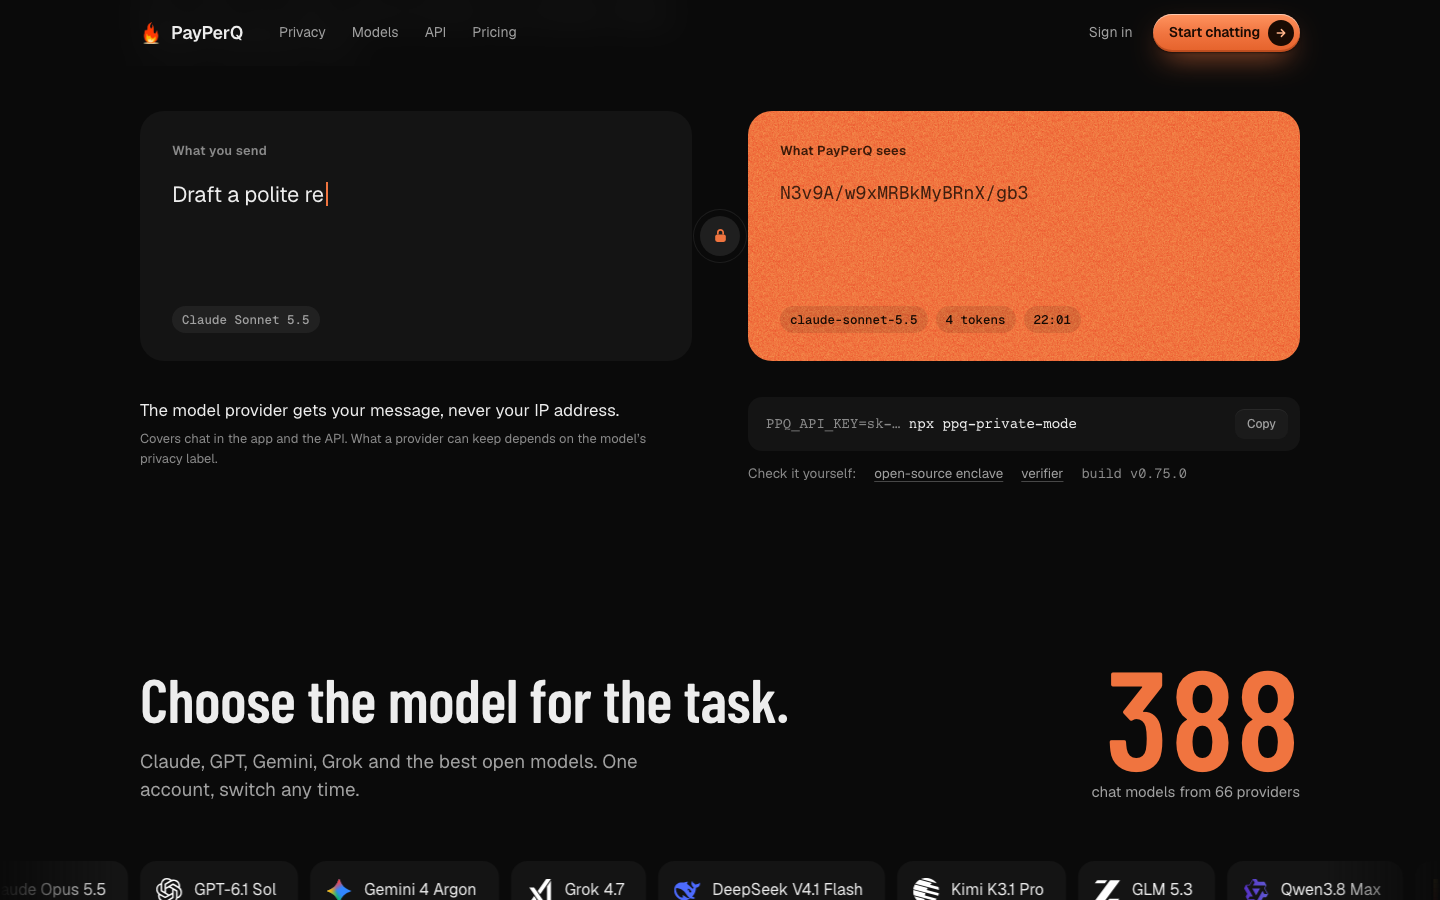 PayPerQ
Privacy
Models
API
Pricing
Sign in
Start chatting
What you send
Draft a polite re
Claude Sonnet 5.5
What PayPerQ sees
N3v9A/w9xMRBkMyBRnX/gb3
claude-sonnet-5.5
4 tokens
22:01
The model provider gets your message, never your IP address.
Covers chat in the app and the API. What a provider can keep depends on the model's
privacy label.
PPQ_API_KEY=sk-… npx ppq-private-mode
Copy
Check it yourself: open-source enclave verifier build v0.75.0
Choose the model for the task.
Claude, GPT, Gemini, Grok and the best open models. One
account, switch any time.
388
chat models from 66 providers
aude Opus 5.5
GPT-6.1 Sol
Gemini 4 Argon
Grok 4.7
DeepSeek V4.1 Flash
Kimi K3.1 Pro
GLM 5.3
Qwen3.8 Max